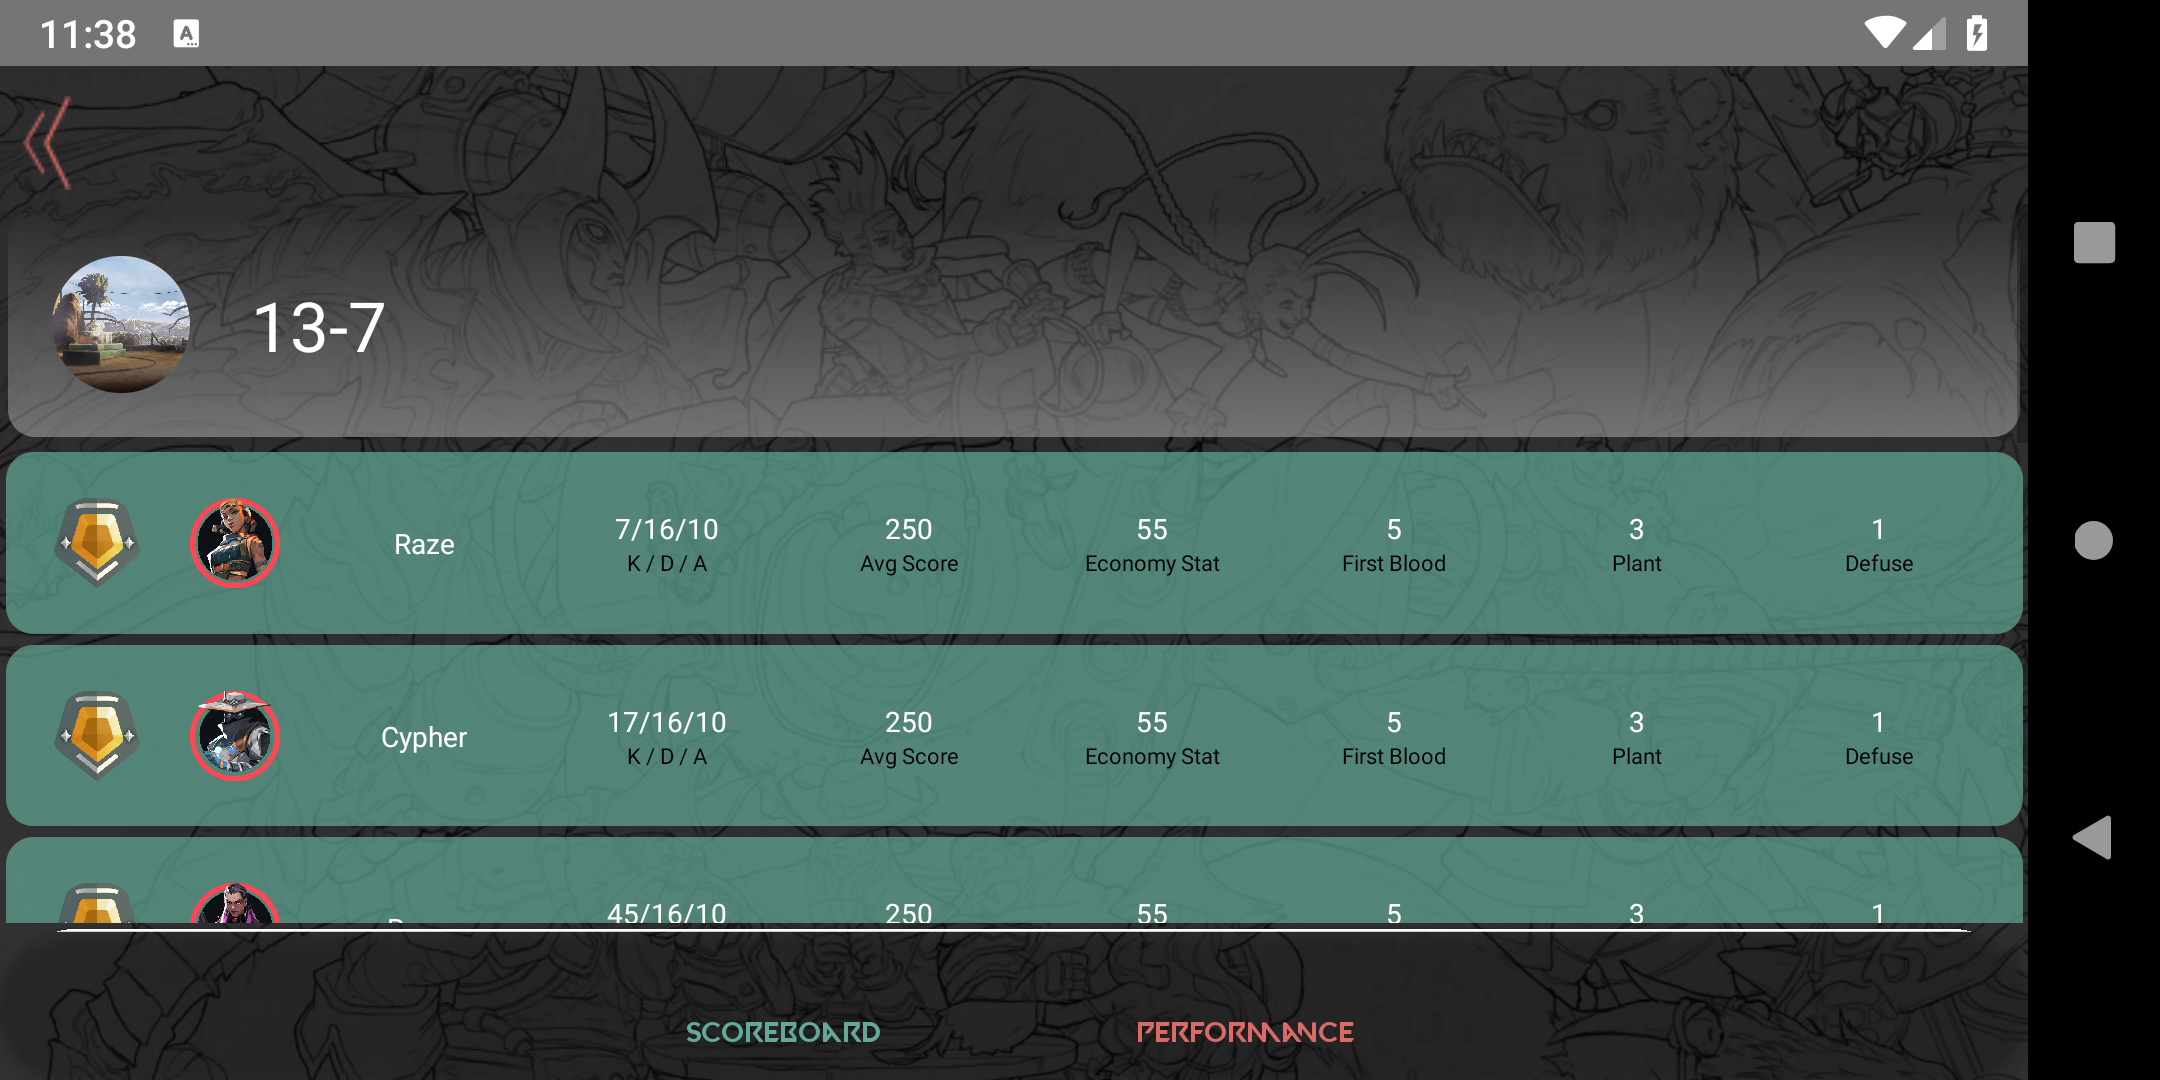 11:38
13-7
Raze
7/16/10
K / D / A
250
Avg Score
55
Economy Stat
5
First Blood
3
Plant
1
Defuse
Cypher
17/16/10
K / D / A
250
Avg Score
55
Economy Stat
5
First Blood
3
Plant
1
Defuse
45/16/10
250
55
5
3
1
SCOREBOARD
PERFORMANCE